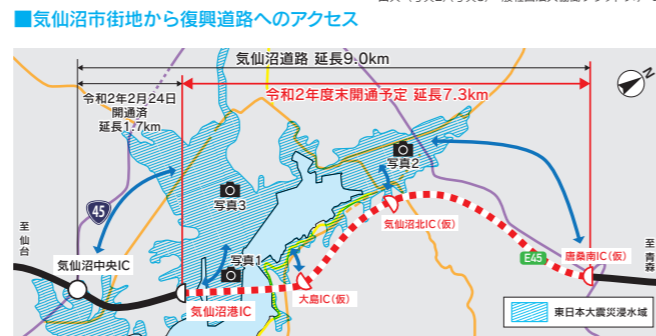 ■気仙沼市街地から復興道路へのアクセス
気仙沼道路 延長9.0km
令和2年2月24日
開通済
延長1.7km
令和2年度末開通予定 延長7.3km
N
45
写真2
写真3
写真1
気仙沼北IC(仮)
至 仙台
至 青森
気仙沼中央IC
気仙沼港IC
大島IC(仮)
E45
唐桑南IC(仮)
東日本大震災浸水域